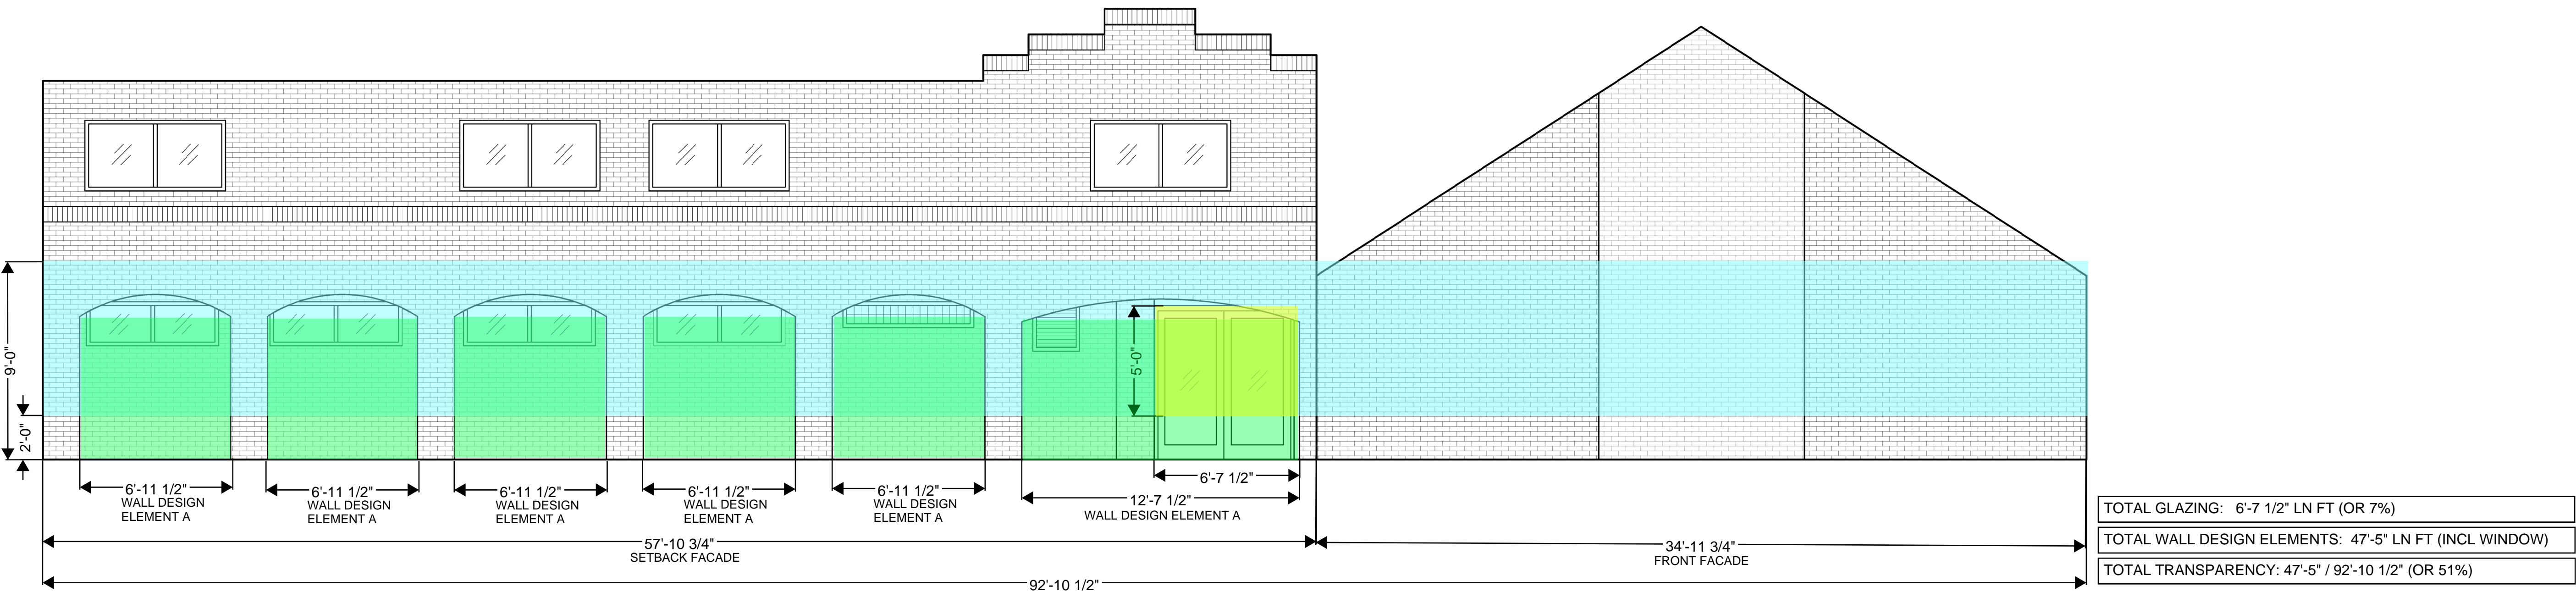 9'-0"
2'-0"
5'-0"
6'-7 1/2"
6'-11 1/2"
WALL DESIGN
ELEMENT A
6'-11 1/2"
WALL DESIGN
ELEMENT A
6'-11 1/2"
WALL DESIGN
ELEMENT A
6'-11 1/2"
WALL DESIGN
ELEMENT A
6'-11 1/2"
WALL DESIGN
ELEMENT A
12'-7 1/2"
WALL DESIGN ELEMENT A
57'-10 3/4"
SETBACK FACADE
34'-11 3/4"
FRONT FACADE
92'-10 1/2"
TOTAL GLAZING: 6'-7 1/2" LN FT (OR 7%)
TOTAL WALL DESIGN ELEMENTS: 47'-5" LN FT (INCL WINDOW)
TOTAL TRANSPARENCY: 47'-5" / 92'-10 1/2" (OR 51%)